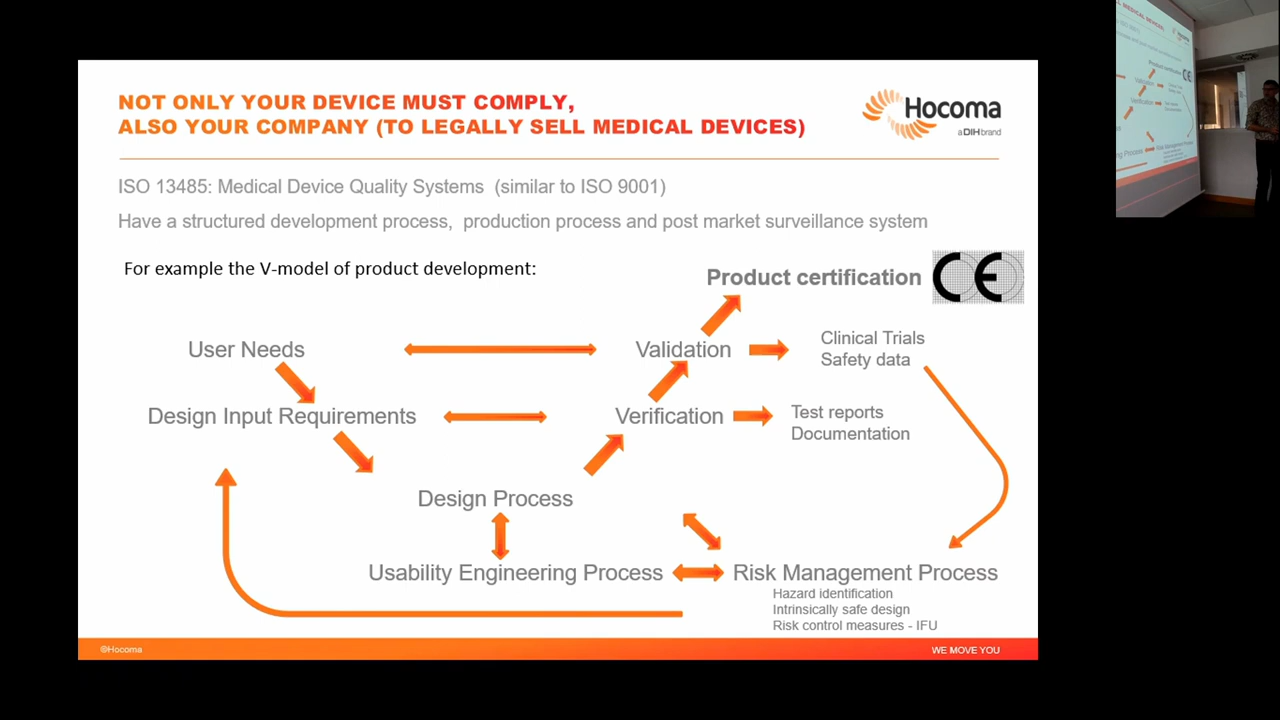 NOT ONLY YOUR DEVICE MUST COMPLY,
ALSO YOUR COMPANY (TO LEGALLY SELL MEDICAL DEVICES)
Hocoma
a DIH brand
ISO 13485: Medical Device Quality Systems (similar to ISO 9001)
Have a structured development process, production process and post market surveillance system
For example the V-model of product development:
Product certification
CE
User Needs
Validation
Clinical Trials
Safety data
Design Input Requirements
Verification
Test reports
Documentation
Design Process
Usability Engineering Process
Risk Management Process
Hazard identification
Intrinsically safe design
Risk control measures - IFU
©Hocoma
WE MOVE YOU